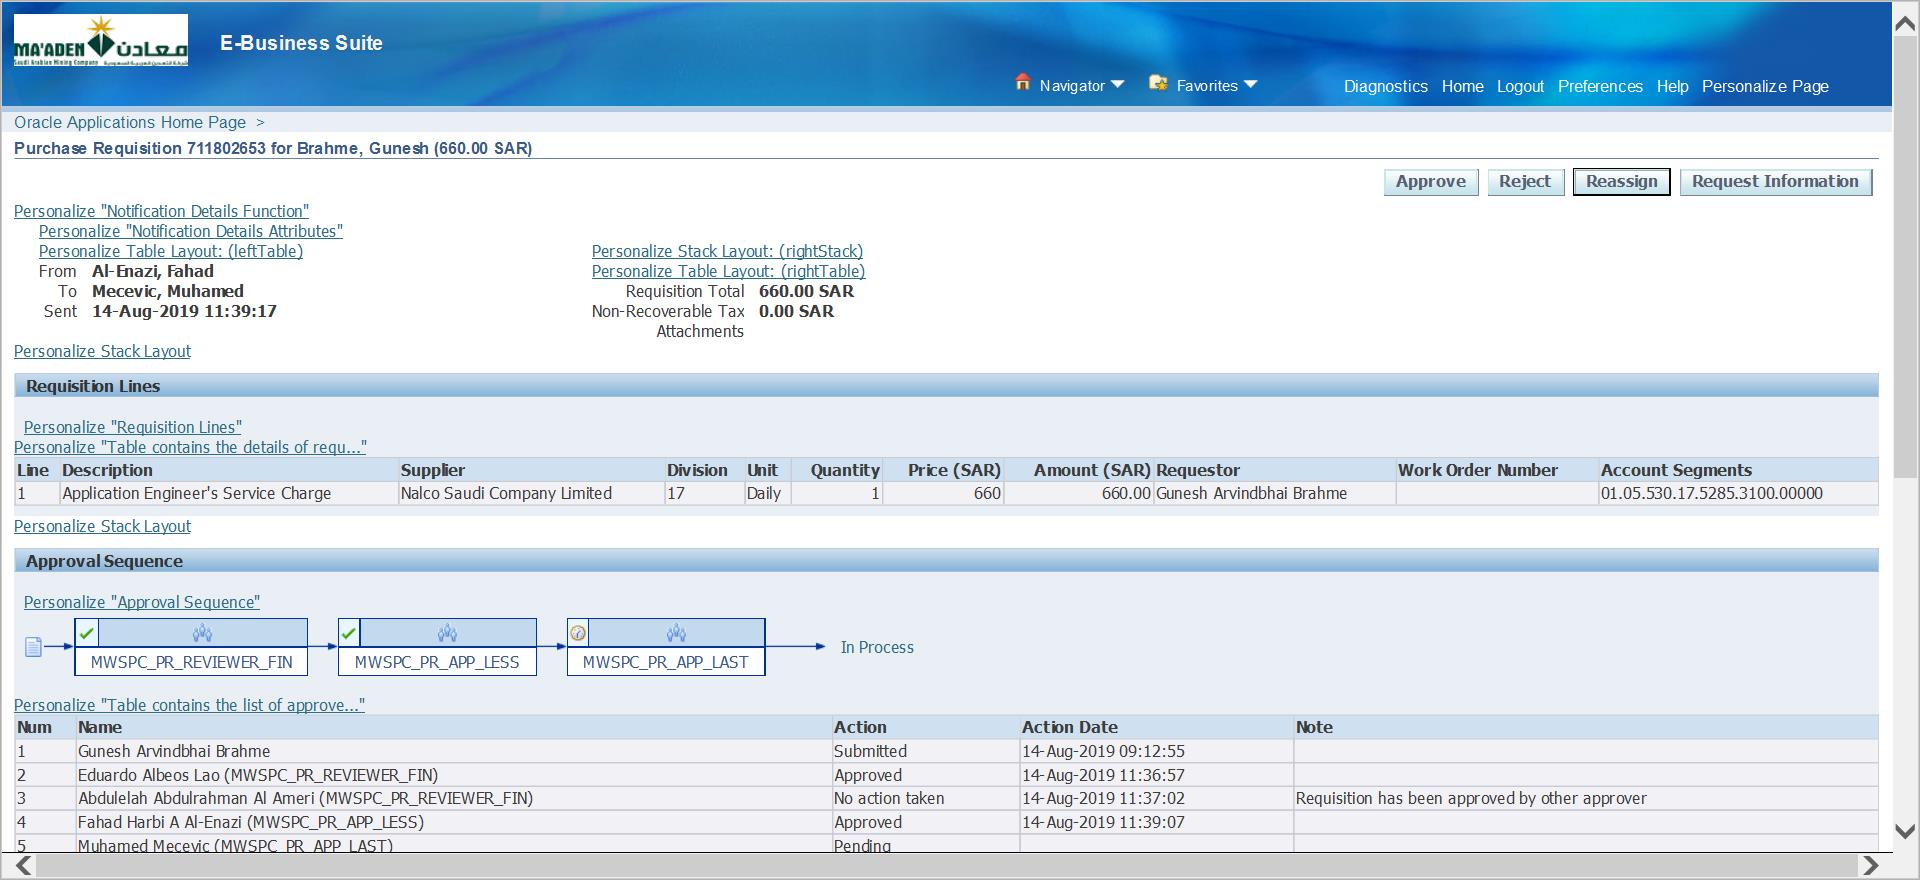 MA'ADEN معادن
Saudi Arabian Mining Company شركة التعدين العربية السعودية
E-Business Suite
Navigator Favorites Diagnostics Home Logout Preferences Help Personalize Page
Oracle Applications Home Page >
Purchase Requisition 711802653 for Brahme, Gunesh (660.00 SAR)
Approve Reject Reassign Request Information
Personalize "Notification Details Function"
Personalize "Notification Details Attributes"
Personalize Table Layout: (leftTable) Personalize Stack Layout: (rightStack)
From Al-Enazi, Fahad Personalize Table Layout: (rightTable)
To Mecevic, Muhamed Requisition Total 660.00 SAR
Sent 14-Aug-2019 11:39:17 Non-Recoverable Tax 0.00 SAR
Attachments
Personalize Stack Layout
Requisition Lines
Personalize "Requisition Lines"
Personalize "Table contains the details of requ..."
Line Description Supplier Division Unit Quantity Price (SAR) Amount (SAR) Requestor Work Order Number Account Segments
1 Application Engineer's Service Charge Nalco Saudi Company Limited 17 Daily 1 660 660.00 Gunesh Arvindbhai Brahme 01.05.530.17.5285.3100.00000
Personalize Stack Layout
Approval Sequence
Personalize "Approval Sequence"
MWSPC_PR_REVIEWER_FIN MWSPC_PR_APP_LESS MWSPC_PR_APP_LAST In Process
Personalize "Table contains the list of approve..."
Num Name Action Action Date Note
1 Gunesh Arvindbhai Brahme Submitted 14-Aug-2019 09:12:55
2 Eduardo Albeos Lao (MWSPC_PR_REVIEWER_FIN) Approved 14-Aug-2019 11:36:57
3 Abdulelah Abdulrahman Al Ameri (MWSPC_PR_REVIEWER_FIN) No action taken 14-Aug-2019 11:37:02 Requisition has been approved by other approver
4 Fahad Harbi A Al-Enazi (MWSPC_PR_APP_LESS) Approved 14-Aug-2019 11:39:07
5 Muhamed Mecevic (MWSPC_PR_APP_LAST) Pending